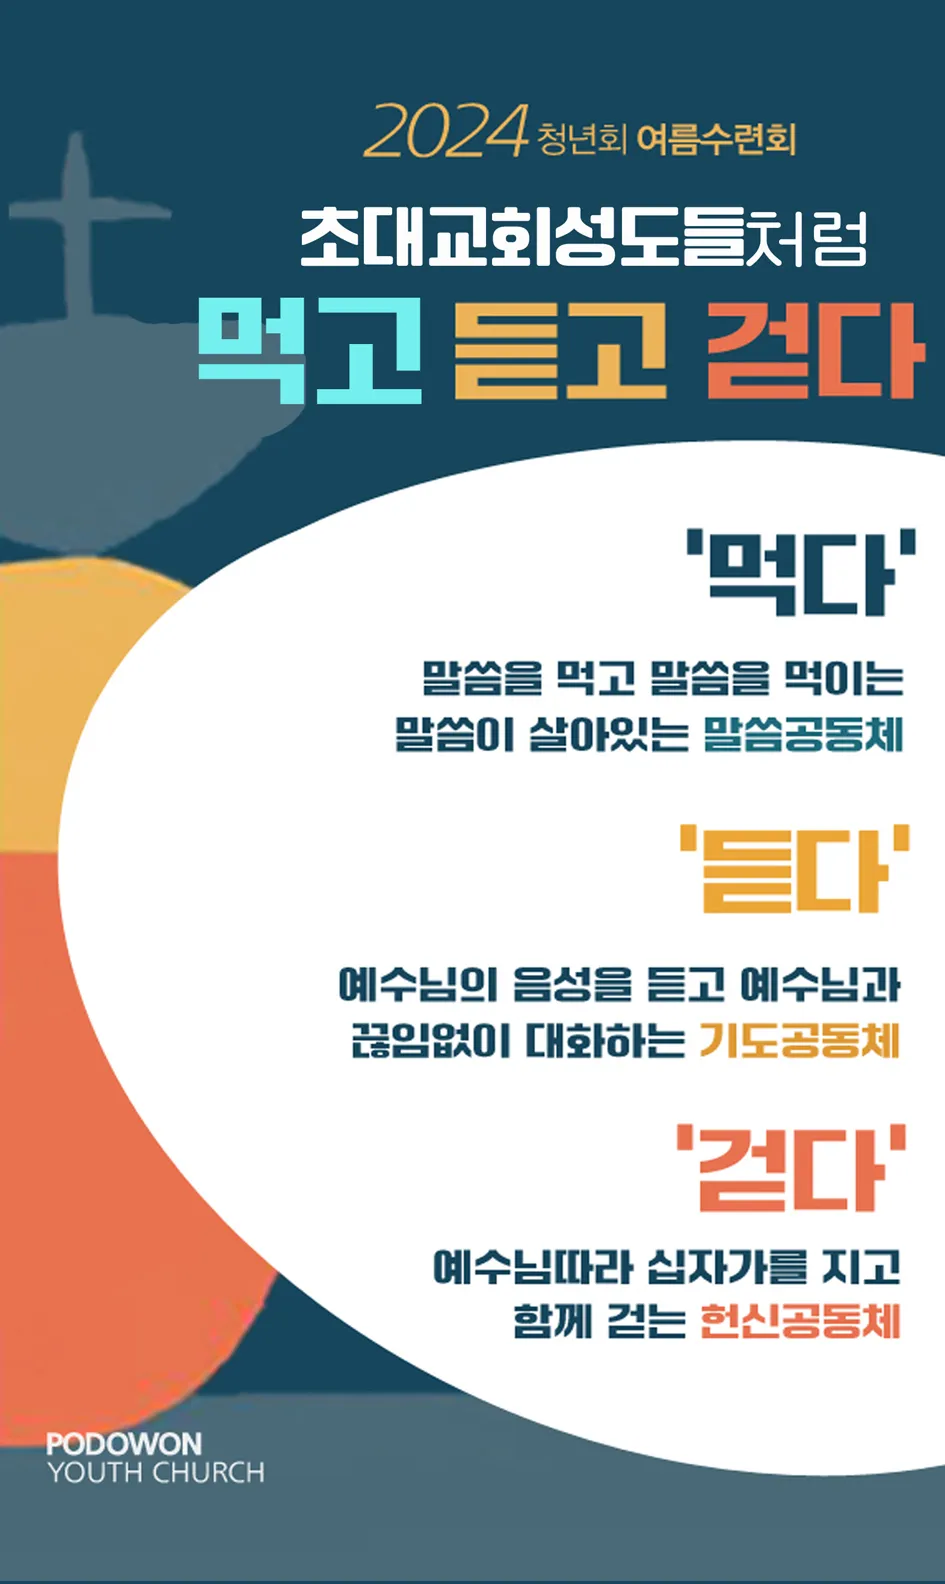 2024 청년회 여름수련회
초대교회성도들처럼
먹고 듣고 걷다
'먹다'
말씀을 먹고 말씀을 먹이는
말씀이 살아있는 말씀공동체
'듣다'
예수님의 음성을 듣고 예수님과
끊임없이 대화하는 기도공동체
'걷다'
예수님따라 십자가를 지고
함께 걷는 헌신공동체
PODOWON
YOUTH CHURCH